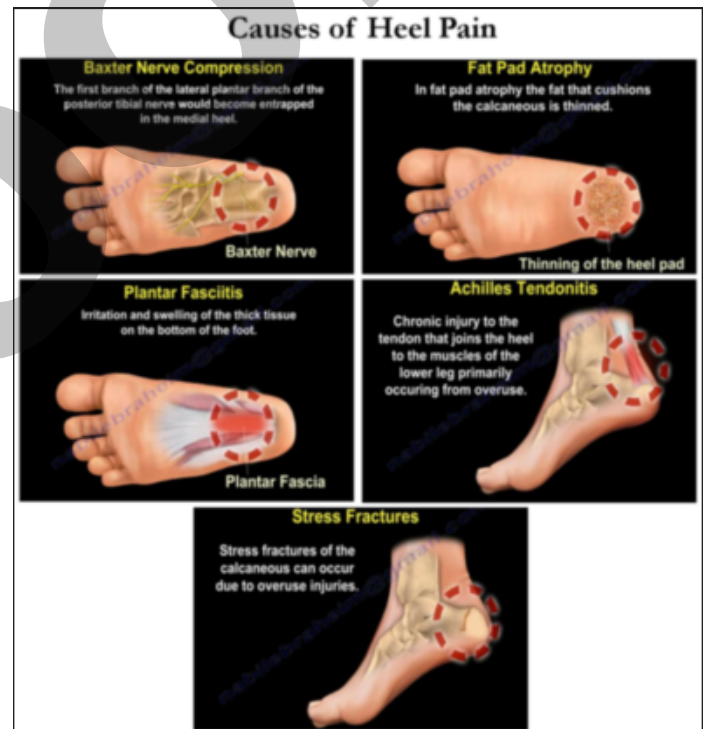 Causes of Heel Pain
Baxter Nerve Compression
The first branch of the lateral plantar branch of the
posterior tibial nerve would become entrapped
in the medial heel.
Baxter Nerve
Fat Pad Atrophy
In fat pad atrophy the fat that cushions
the calcaneous is thinned.
Thinning of the heel pad
Plantar Fasciitis
Irritation and swelling of the thick tissue
on the bottom of the foot.
Plantar Fascia
Achilles Tendonitis
Chronic injury to the
tendon that joins the heel
to the muscles of the
lower leg primarily
occuring from overuse.
Stress Fractures
Stress fractures of the
calcaneous can occur
due to overuse injuries.